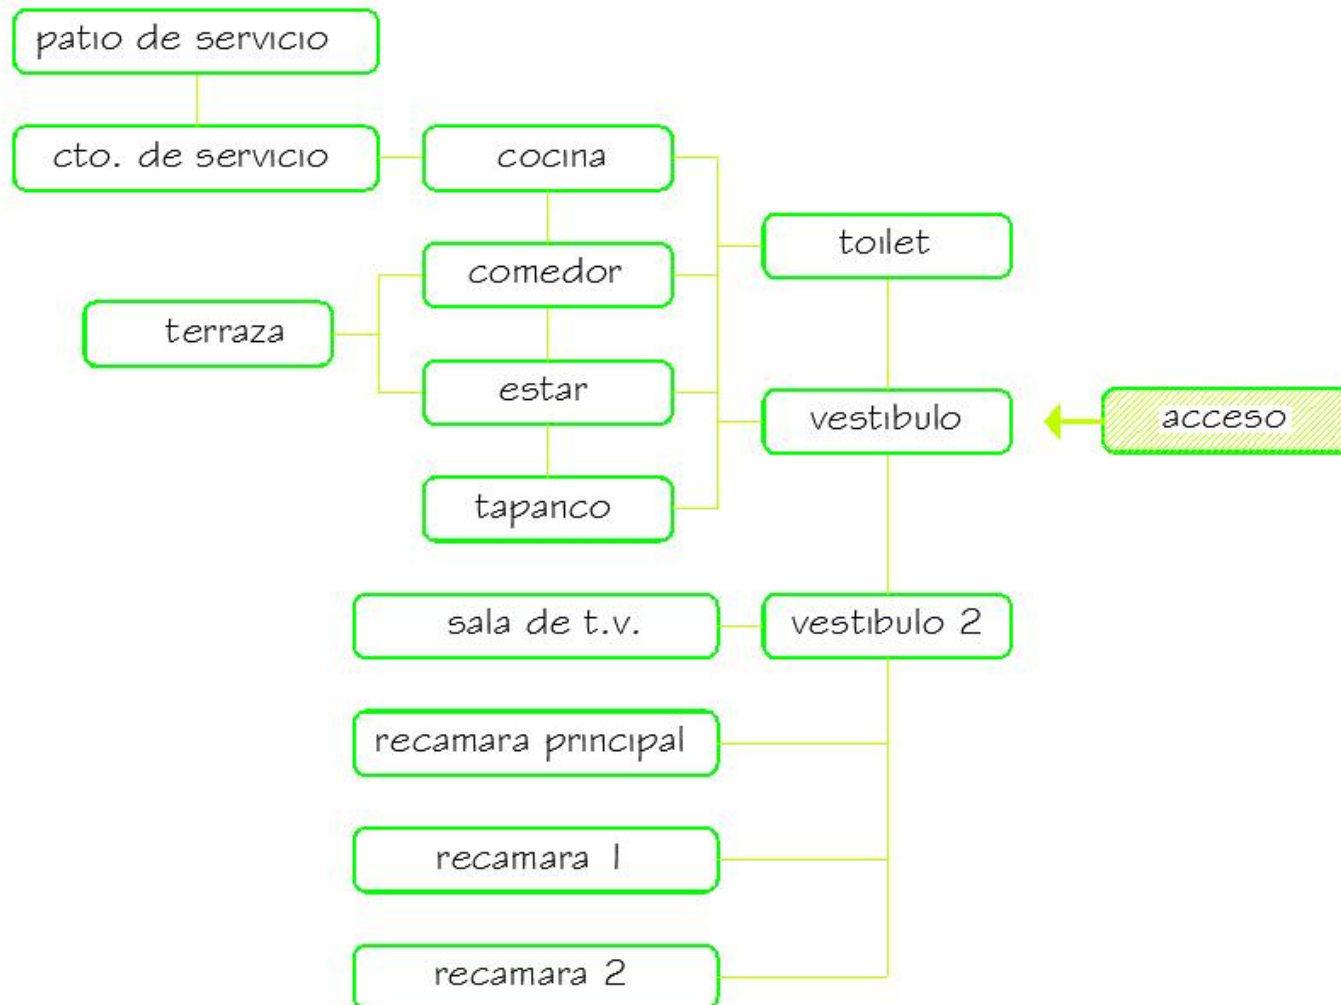 patio de servicio
cto. de servicio
cocina
toilet
comedor
terraza
estar
vestibulo
acceso
tapanco
sala de t.v.
vestibulo 2
recamara principal
recamara 1
recamara 2